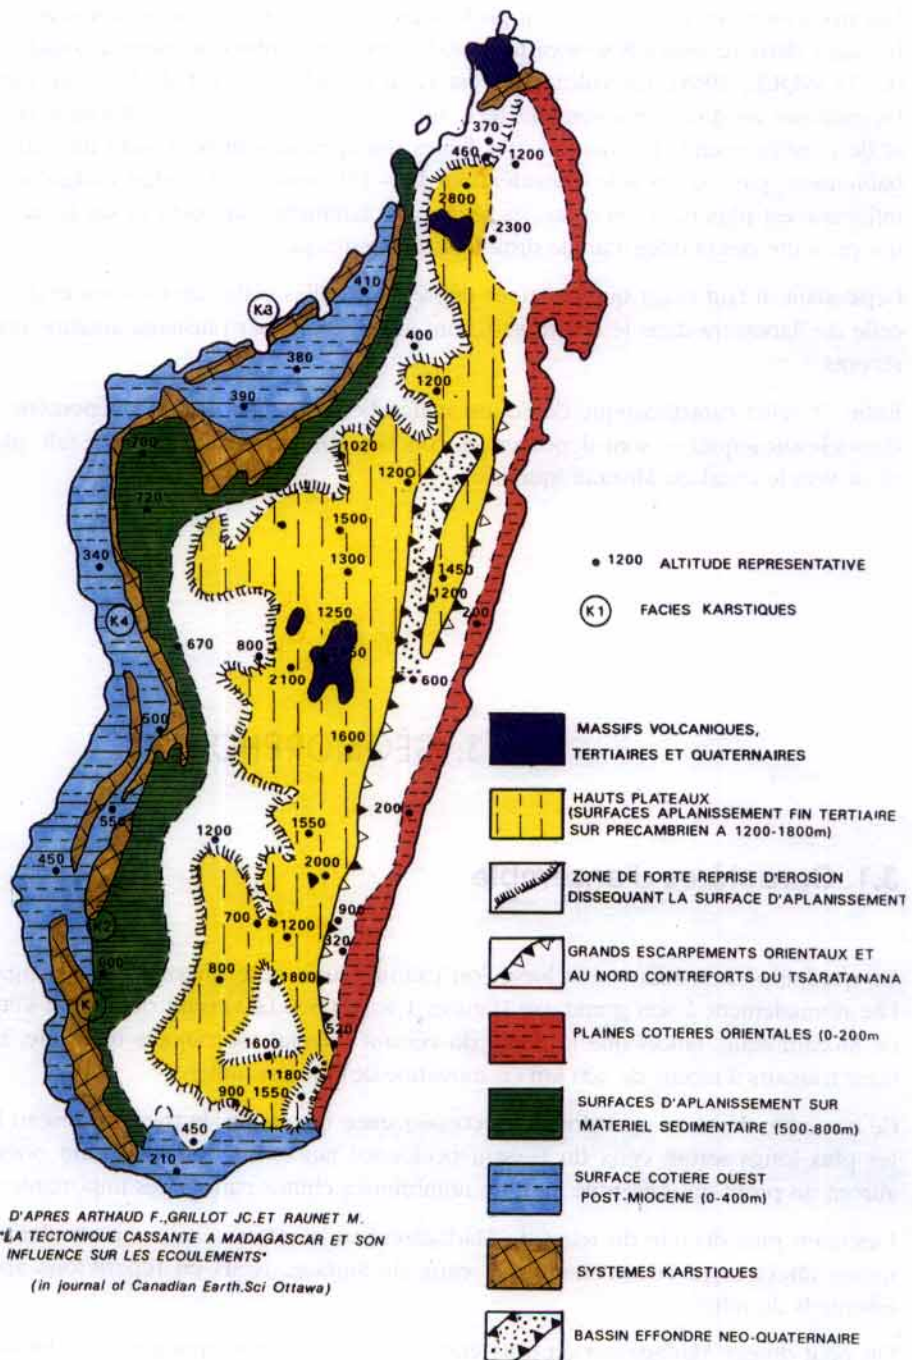 370
460
1200
2800
2300
410
K3
400
380
1200
390
1020
700
1200
720
1500
1300
1450
340
1200
200
K4
1250
670
800
2100
600
500
1600
200
550
1550
1200
2000
450
700
1200
900
K2
320
600
800
1800
520
1600
1180
900
1550
450
210
1200 ALTITUDE REPRESENTATIVE
K1 FACIES KARSTIQUES
MASSIFS VOLCANIQUES,
TERTIAIRES ET QUATERNAIRES
HAUTS PLATEAUX
(SURFACES APLANISSEMENT FIN TERTIAIRE
SUR PRECAMBRIEN A 1200-1800m)
ZONE DE FORTE REPRISE D'EROSION
DISSEQUANT LA SURFACE D'APLANISSEMENT
GRANDS ESCARPEMENTS ORIENTAUX ET
AU NORD CONTREFORTS DU TSARATANANA
PLAINES COTIERES ORIENTALES (0-200m
SURFACES D'APLANISSEMENT SUR
MATERIEL SEDIMENTAIRE (500-800m)
SURFACE COTIERE OUEST
POST-MIOCENE (0-400m)
SYSTEMES KARSTIQUES
BASSIN EFFONDRE NEO-QUATERNAIRE
D'APRES ARTHAUD F.,GRILLOT JC.ET RAUNET M.
"LA TECTONIQUE CASSANTE A MADAGASCAR ET SON
INFLUENCE SUR LES ECOULEMENTS"
(in journal of Canadian Earth.Sci Ottawa)